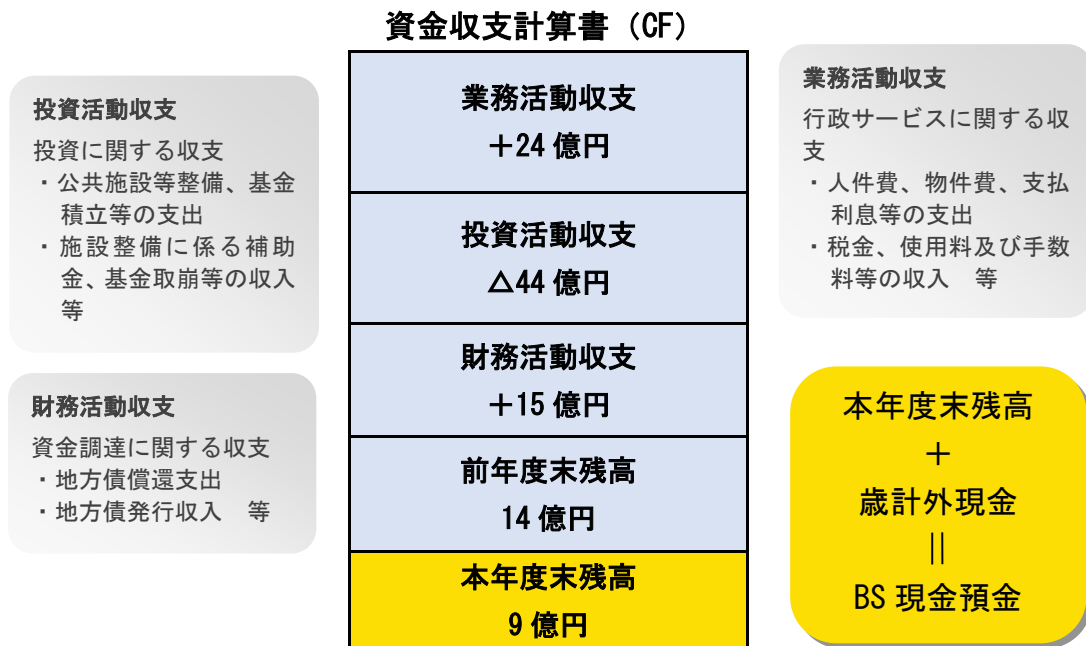 資金収支計算書（CF）
投資活動収支
投資に関する収支
・公共施設等整備、基金
積立等の支出
・施設整備に係る補助
金、基金取崩等の収入
等
財務活動収支
資金調達に関する収支
・地方債償還支出
・地方債発行収入　等
業務活動収支
＋24 億円
投資活動収支
△44 億円
財務活動収支
＋15 億円
前年度末残高
14 億円
本年度末残高
9 億円
業務活動収支
行政サービスに関する収
支
・人件費、物件費、支払
利息等の支出
・税金、使用料及び手数
料等の収入　等
本年度末残高
＋
歳計外現金
||
BS 現金預金